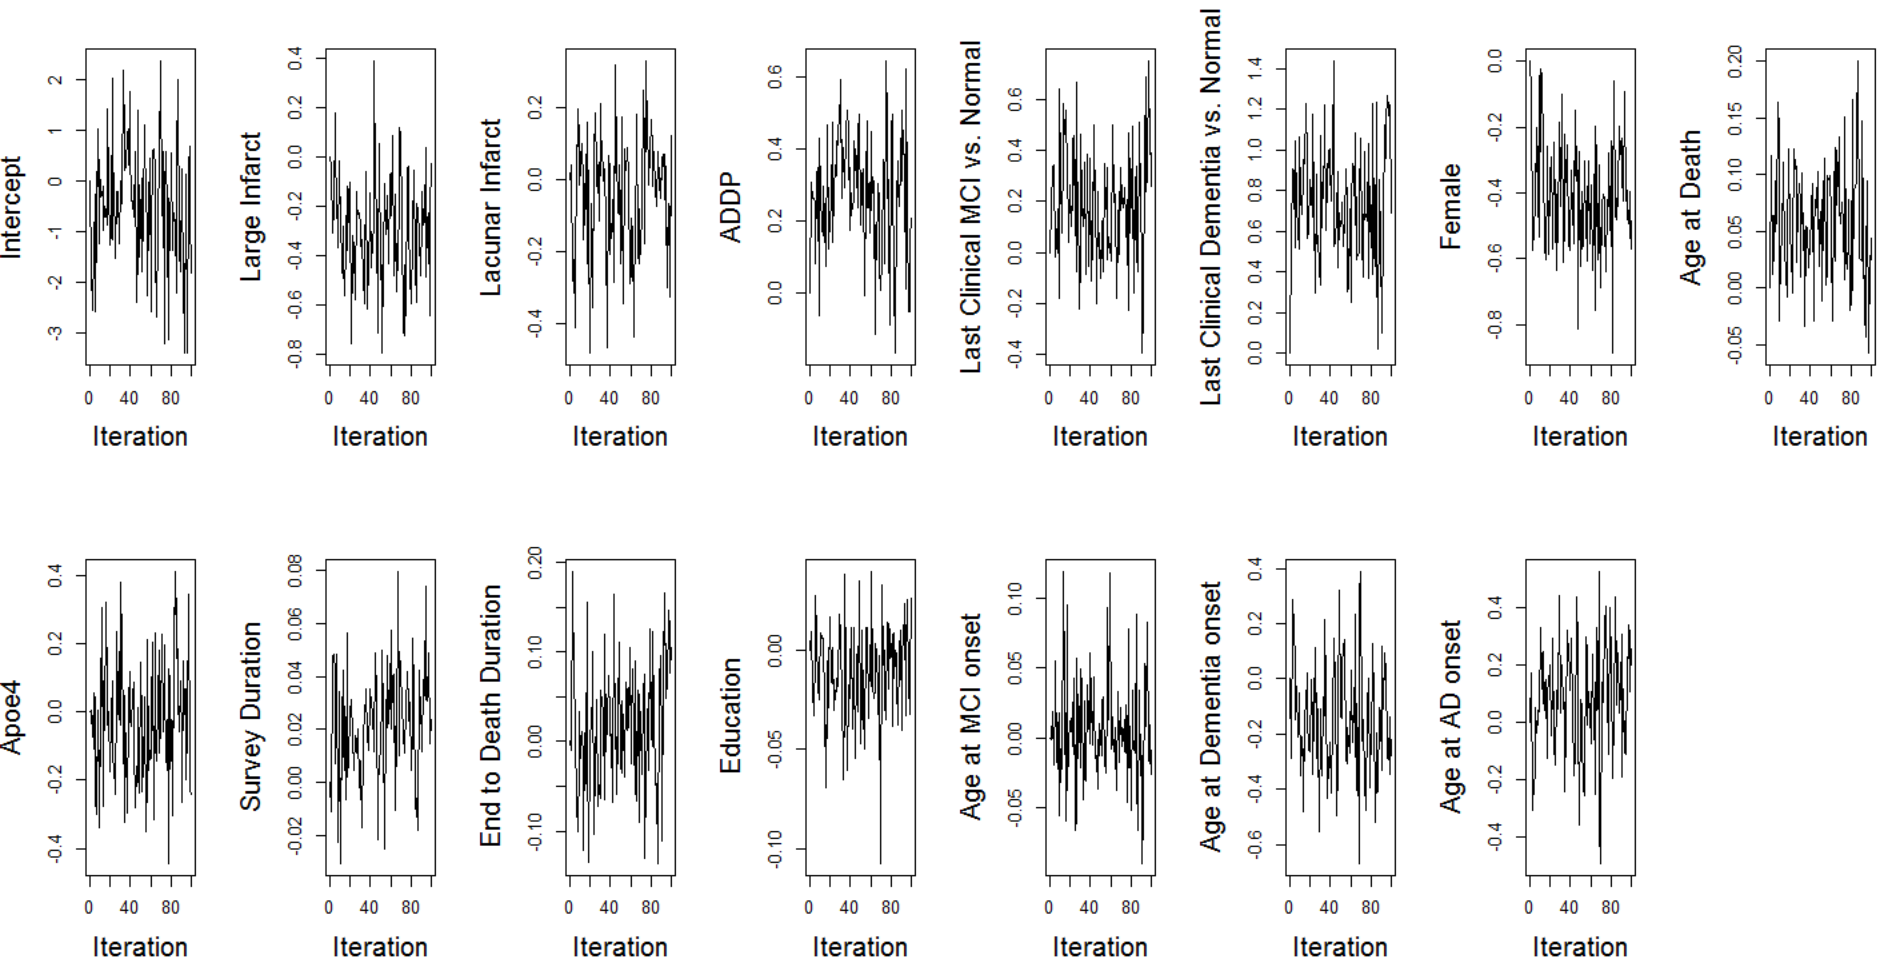 Intercept
2
1
0
-1
-2
-3
0 40 80
Iteration
Large Infarct
0.4
0.2
0.0
-0.2
-0.4
-0.6
-0.8
0 40 80
Iteration
Lacunar Infarct
0.2
0.0
-0.2
-0.4
0 40 80
Iteration
ADDP
0.6
0.4
0.2
0.0
0 40 80
Iteration
Last Clinical MCI vs. Normal
0.6
0.4
0.2
0.0
-0.2
-0.4
0 40 80
Iteration
Last Clinical Dementia vs. Normal
1.4
1.2
1.0
0.8
0.6
0.4
0.2
0.0
0 40 80
Iteration
Female
0.0
-0.2
-0.4
-0.6
-0.8
0 40 80
Iteration
Age at Death
0.20
0.15
0.10
0.05
0.00
-0.05
0 40 80
Iteration
Apoe4
0.4
0.2
0.0
-0.2
-0.4
0 40 80
Iteration
Survey Duration
0.08
0.06
0.04
0.02
0.00
-0.02
0 40 80
Iteration
End to Death Duration
0.20
0.10
0.00
-0.10
0 40 80
Iteration
Education
0.00
-0.05
-0.10
0 40 80
Iteration
Age at MCI onset
0.10
0.05
0.00
-0.05
0 40 80
Iteration
Age at Dementia onset
0.4
0.2
0.0
-0.2
-0.4
-0.6
0 40 80
Iteration
Age at AD onset
0.4
0.2
0.0
-0.2
-0.4
0 40 80
Iteration